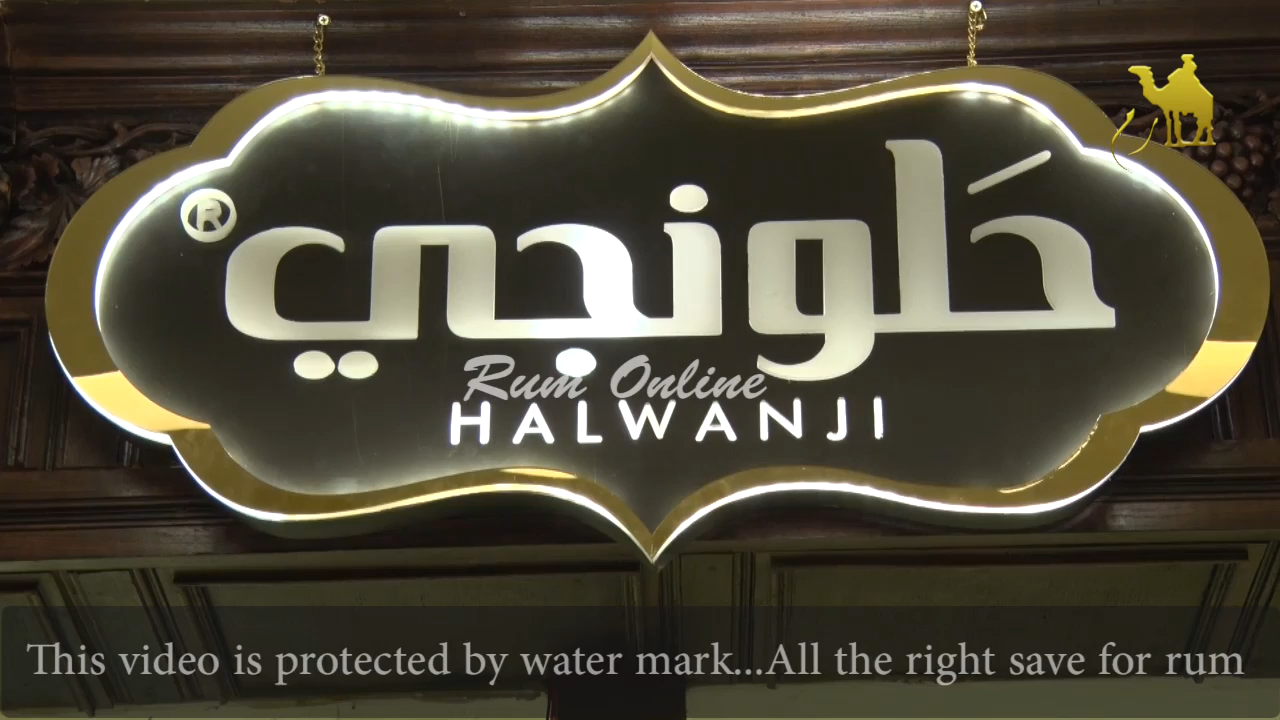 حَلونجي ®
Rum Online
HALWANJI
This video is protected by water mark...All the right save for rum